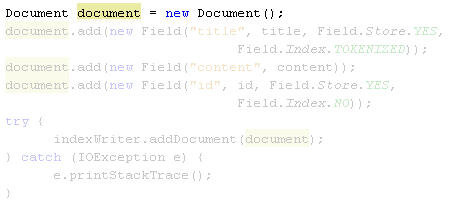 Document document = new Document();
document.add(new Field("title", title, Field.Store.YES,
Field.Index.TOKENIZED));
document.add(new Field("content", content));
document.add(new Field("id", id, Field.Store.YES,
Field.Index.NO));
try {
indexWriter.addDocument(document);
} catch (IOException e) {
e.printStackTrace();
}